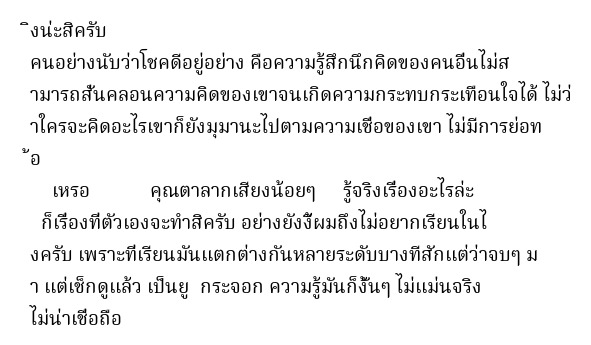 ิงน่ะสิครับ
คนอย่างนับว่าโชคดีอยู่อย่าง คือความรู้สึกนึกคิดของคนอื่นไม่ส
ามารถสั่นคลอนความคิดของเขาจนเกิดความกระทบกระเทือนใจได้ ไม่ว่
าใครจะคิดอะไรเขาก็ยังมุมานะไปตามความเชื่อของเขา ไม่มีการย่อท
้อ
เหรอ คุณตาลากเสียงน้อยๆ รู้จริงเรื่องอะไรล่ะ
ก็เรื่องที่ตัวเองจะทำสิครับ อย่างยังงี้ผมถึงไม่อยากเรียนในไ
งครับ เพราะที่เรียนมันแตกต่างกันหลายระดับบางทีสักแต่ว่าจบๆ ม
า แต่เช็กดูแล้ว เป็นยู กระจอก ความรู้มันก็งั้นๆ ไม่แม่นจริง
ไม่น่าเชื่อถือ